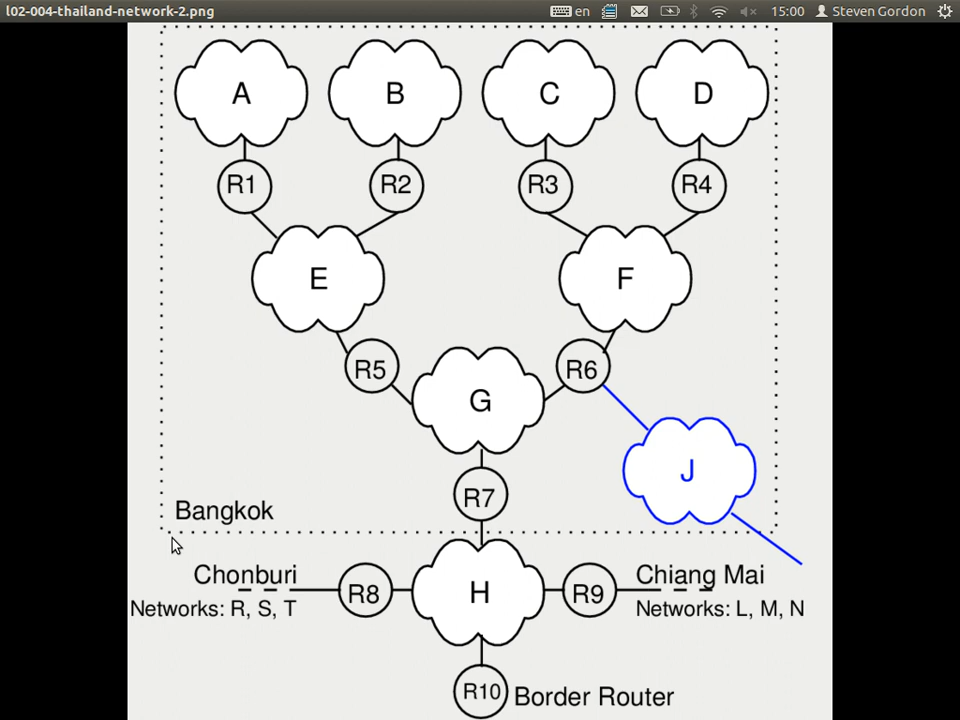 l02-004-thailand-network-2.png en 15:00 Steven Gordon
A B C D
R1 R2 R3 R4
E F
R5 R6
G
J
R7
Bangkok
Chonburi Chiang Mai
R8 H R9
Networks: R, S, T Networks: L, M, N
R10 Border Router